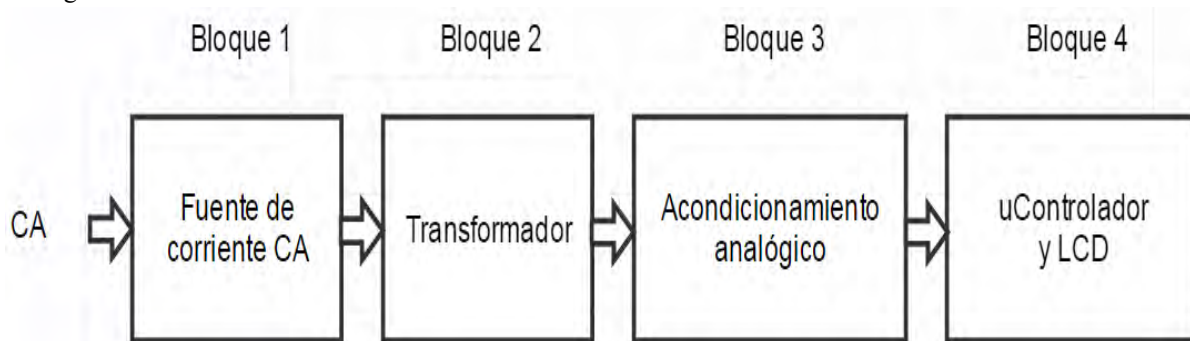 Bloque 1
Bloque 2
Bloque 3
Bloque 4
CA
Fuente de
corriente CA
Transformador
Acondicionamiento
analógico
uControlador
y LCD